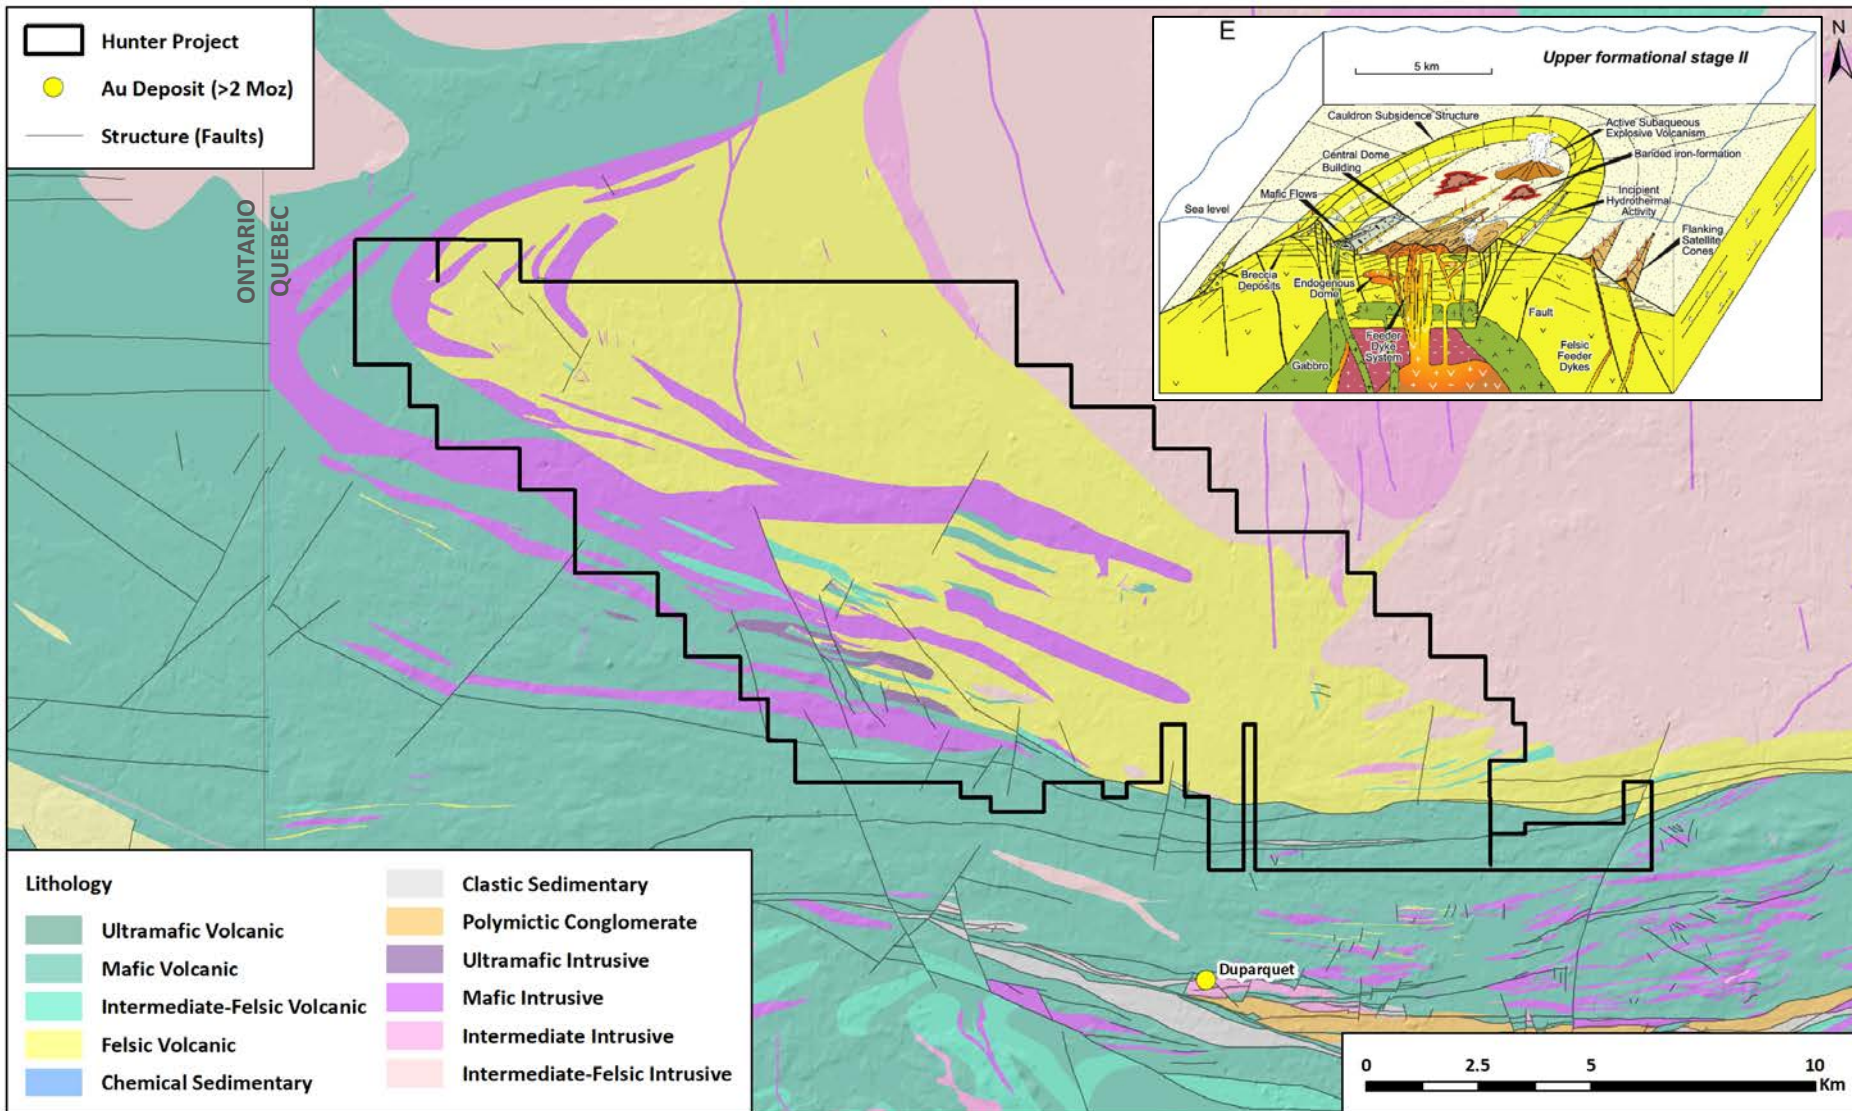 Hunter Project
Au Deposit (>2 Moz)
Structure (Faults)
ONTARIO
QUEBEC
E
Upper formational stage II
5 km
Cauldron Subsidence Structure
Active Subaqueous
Explosive Volcanism
Central Dome
Building
Banded iron-formation
Mafic Flows
Incipient
Hydrothermal
Activity
Sea level
Flanking
Satellite
Cones
Breccia
Deposits
Endogenous
Dome
Fault
Feeder
Dyke
System
Gabbro
Felsic
Feeder
Dykes
N
Duparquet
Lithology
Ultramafic Volcanic
Mafic Volcanic
Intermediate-Felsic Volcanic
Felsic Volcanic
Chemical Sedimentary
Clastic Sedimentary
Polymictic Conglomerate
Ultramafic Intrusive
Mafic Intrusive
Intermediate Intrusive
Intermediate-Felsic Intrusive
0 2.5 5 10
Km